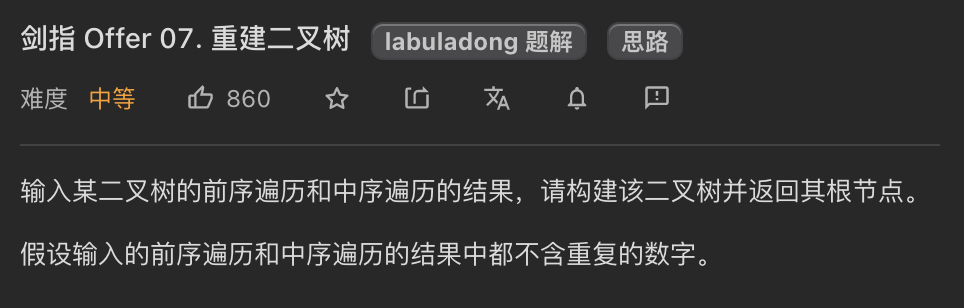 剑指 Offer 07. 重建二叉树 labuladong 题解 思路
难度 中等 860
输入某二叉树的前序遍历和中序遍历的结果，请构建该二叉树并返回其根节点。
假设输入的前序遍历和中序遍历的结果中都不含重复的数字。